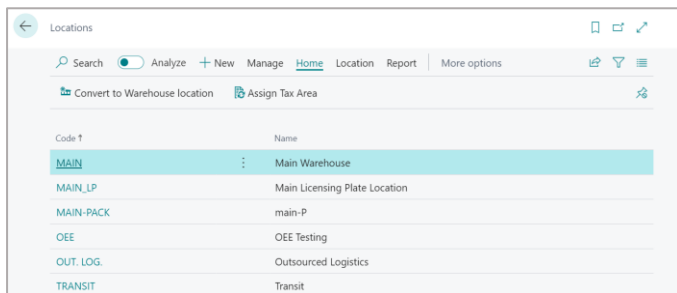 Locations
Search Analyze New Manage Home Location Report More options
Convert to Warehouse location Assign Tax Area
Code ↑ Name
MAIN Main Warehouse
MAIN_LP Main Licensing Plate Location
MAIN-PACK main-P
OEE OEE Testing
OUT. LOG. Outsourced Logistics
TRANSIT Transit